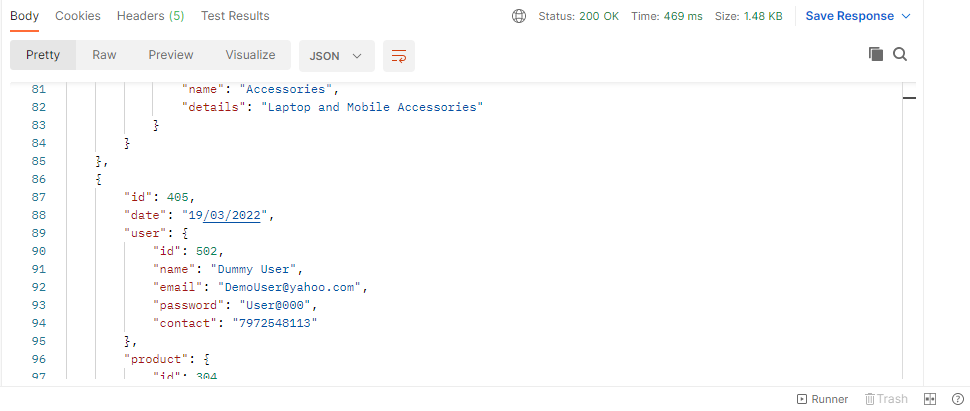 Body Cookies Headers (5) Test Results Status: 200 OK Time: 469 ms Size: 1.48 KB Save Response
Pretty Raw Preview Visualize JSON
81 "name": "Accessories",
82 "details": "Laptop and Mobile Accessories"
83 }
84 }
85 },
86 {
87 "id": 405,
88 "date": "19/03/2022",
89 "user": {
90 "id": 502,
91 "name": "Dummy User",
92 "email": "DemoUser@yahoo.com",
93 "password": "User@000",
94 "contact": "7972548113"
95 },
96 "product": {
97 "id": 304,
Runner Trash